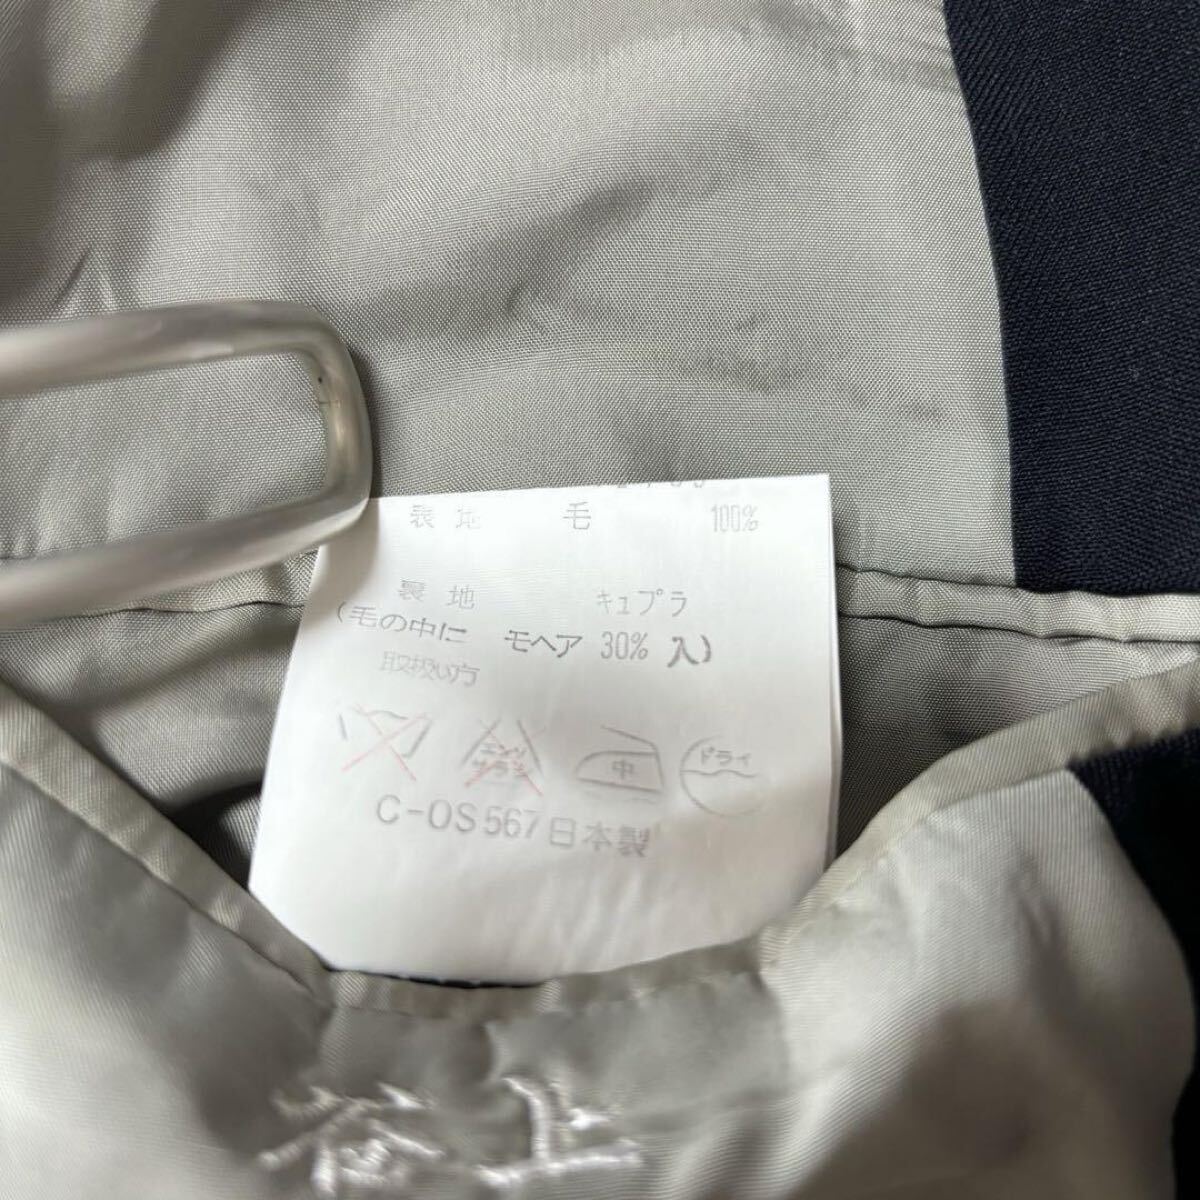 表地 毛 100%
裏地 キュプラ
(毛の中に モヘア 30% 入)
取扱い方
エンソ
サラシ
中
ドライ
C-OS567日本製